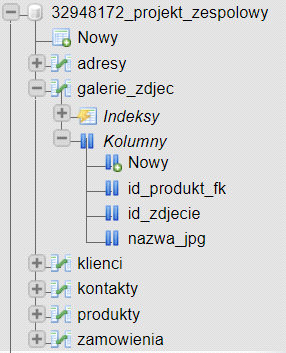 32948172_projekt_zespolowy
Nowy
adresy
galerie_zdjec
Indeksy
Kolumny
Nowy
id_produkt_fk
id_zdjecie
nazwa_jpg
klienci
kontakty
produkty
zamowienia